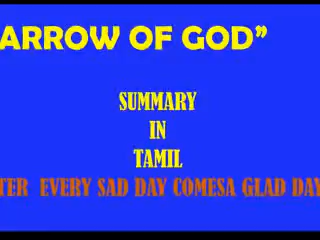 ARROW OF GOD”
SUMMARY
IN
TAMIL
TER EVERY SAD DAY COMESA GLAD DAY